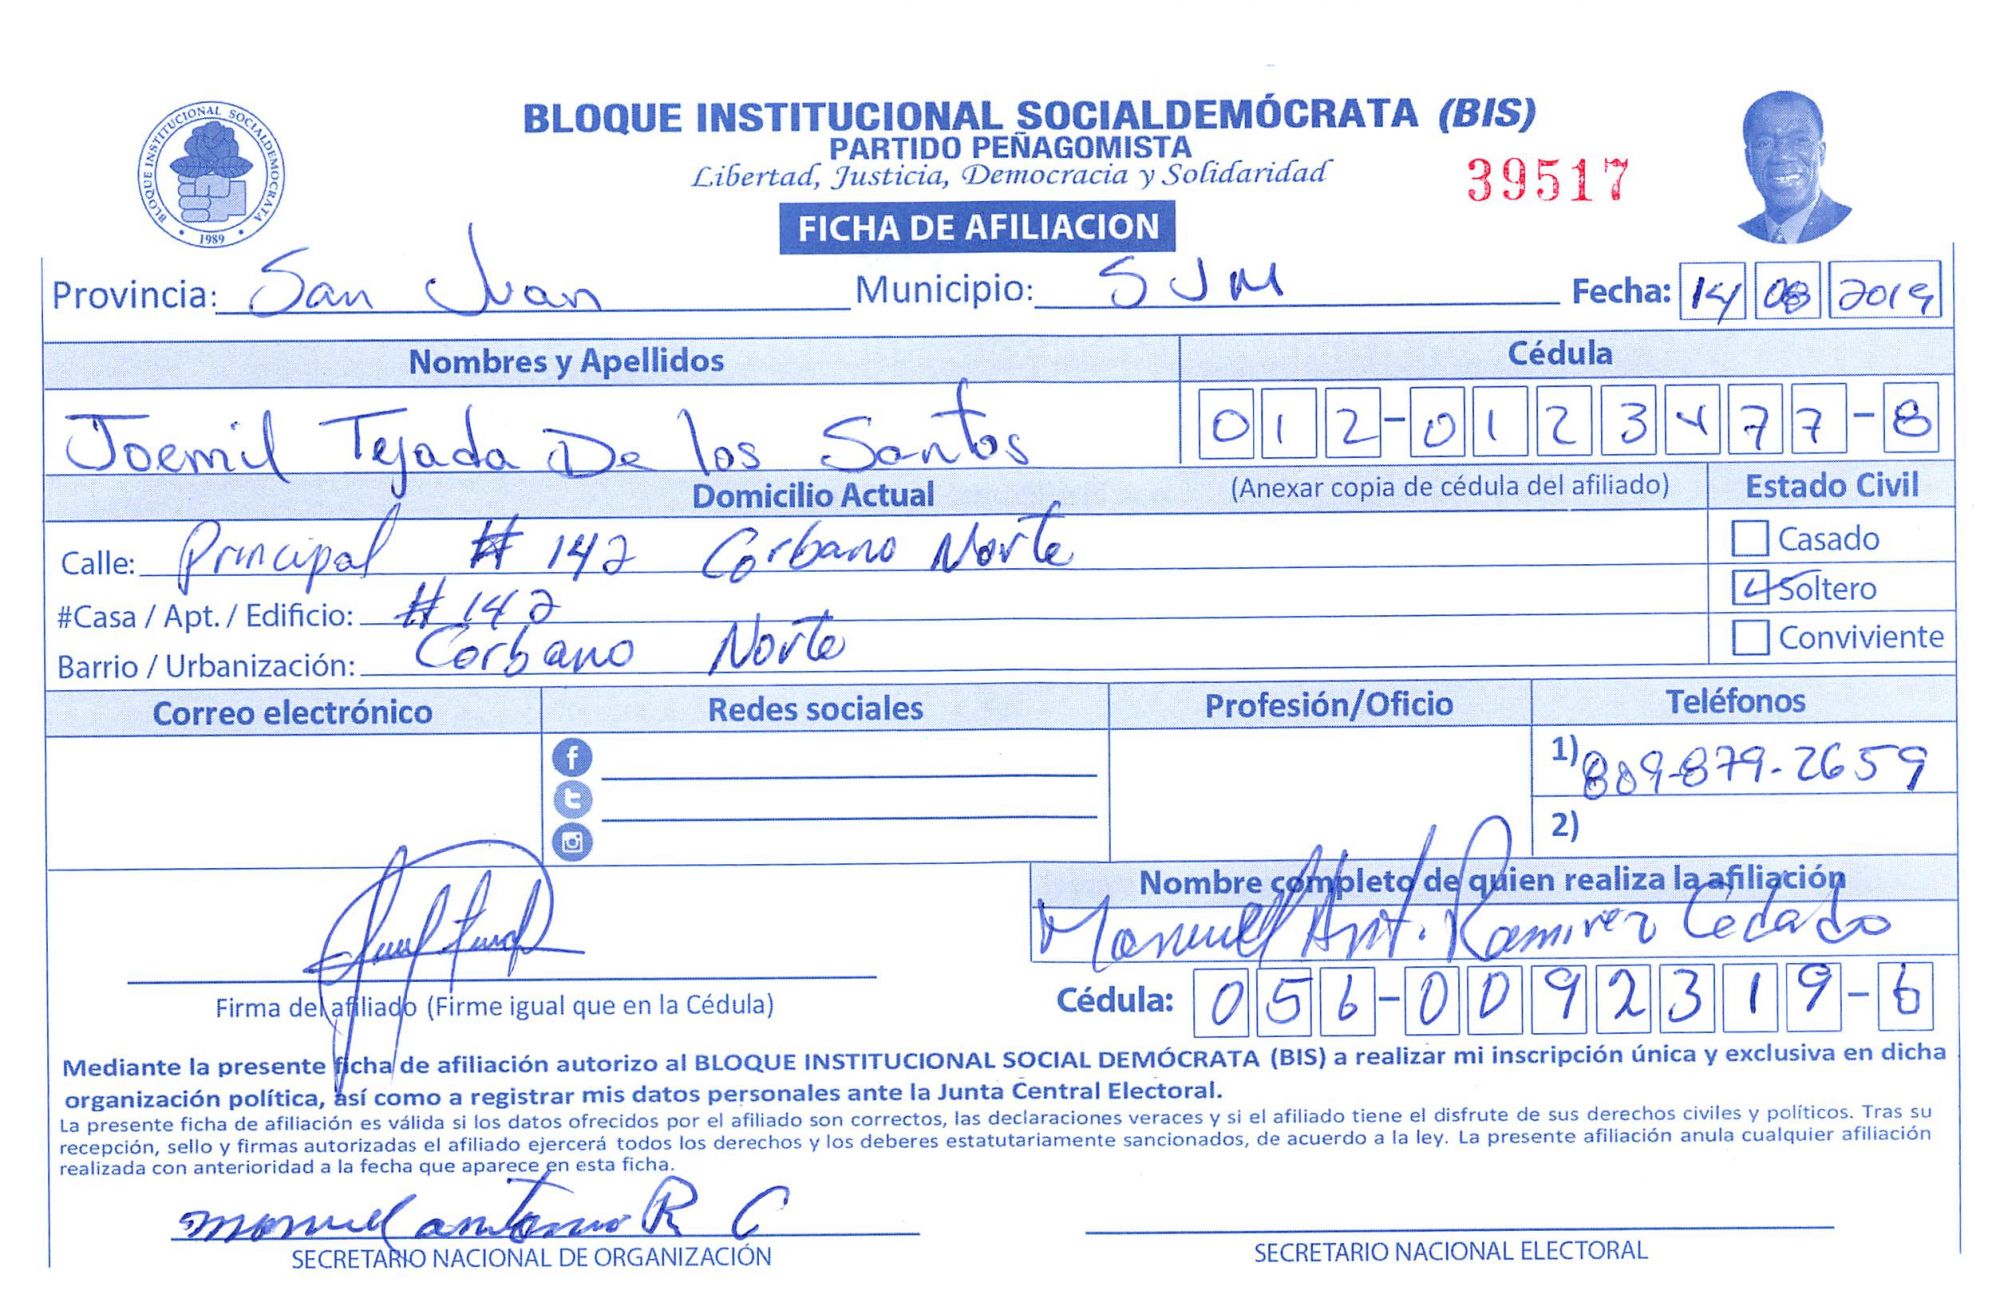 BLOQUE INSTITUCIONAL SOCIALDEMOCRATA
1989
BLOQUE INSTITUCIONAL SOCIALDEMÓCRATA (BIS)
PARTIDO PEÑAGOMISTA
Libertad, Justicia, Democracia y Solidaridad
39517
FICHA DE AFILIACION
Provincia: San Juan Municipio: SJM Fecha: 14 08 2019
Nombres y Apellidos Cédula
Joemil Tejada De los Santos 012-0123477-8
Domicilio Actual (Anexar copia de cédula del afiliado) Estado Civil
Calle: Principal # 142 Corbano Norte Casado
#Casa / Apt. / Edificio: # 142 Soltero
Barrio / Urbanización: Corbano Norte Conviviente
Correo electrónico Redes sociales Profesión/Oficio Teléfonos
1) 809-879-2659
2)
Nombre completo de quien realiza la afiliación
Manuell Ant. Ramirez Cedado
Firma del afiliado (Firme igual que en la Cédula) Cédula: 056-0092319-6
Mediante la presente ficha de afiliación autorizo al BLOQUE INSTITUCIONAL SOCIAL DEMÓCRATA (BIS) a realizar mi inscripción única y exclusiva en dicha
organización política, así como a registrar mis datos personales ante la Junta Central Electoral.
La presente ficha de afiliación es válida si los datos ofrecidos por el afiliado son correctos, las declaraciones veraces y si el afiliado tiene el disfrute de sus derechos civiles y políticos. Tras su
recepción, sello y firmas autorizadas el afiliado ejercerá todos los derechos y los deberes estatutariamente sancionados, de acuerdo a la ley. La presente afiliación anula cualquier afiliación
realizada con anterioridad a la fecha que aparece en esta ficha.
manuel antonio R C
SECRETARIO NACIONAL DE ORGANIZACIÓN SECRETARIO NACIONAL ELECTORAL